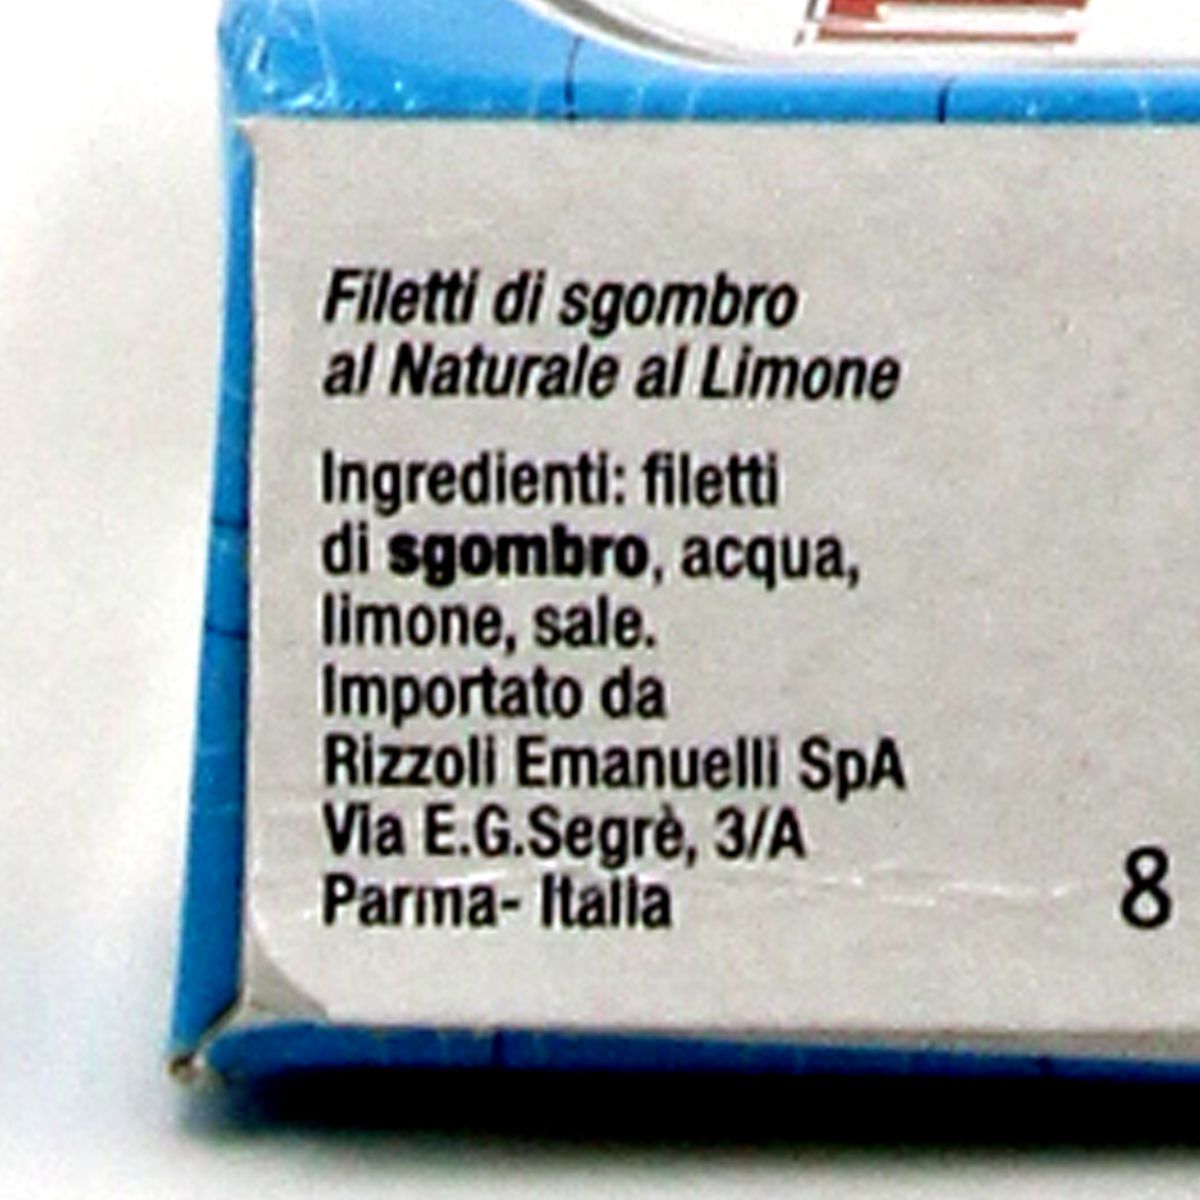 Filetti di sgombro
al Naturale al Limone
Ingredienti: filetti
di sgombro, acqua,
limone, sale.
Importato da
Rizzoli Emanuelli SpA
Via E.G.Segrè, 3/A
Parma- Italia
8